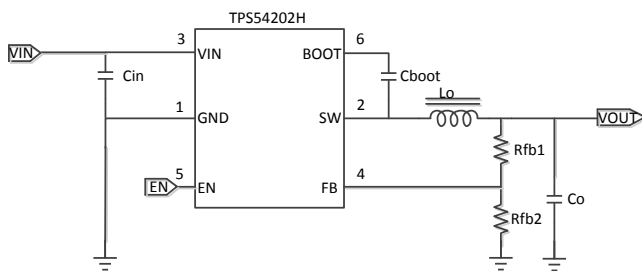 TPS54202H
VIN
3
VIN
BOOT
6
Cin
Cboot
Lo
1
GND
SW
2
VOUT
Rfb1
EN
5
EN
FB
4
Rfb2
Co